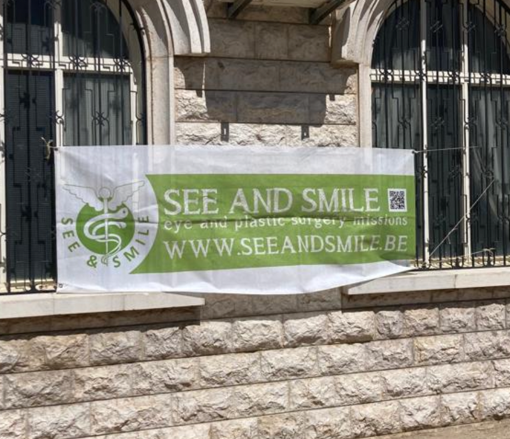 SEE & SMILE
SEE AND SMILE
eye and plastic surgery missions
WWW.SEEANDSMILE.BE